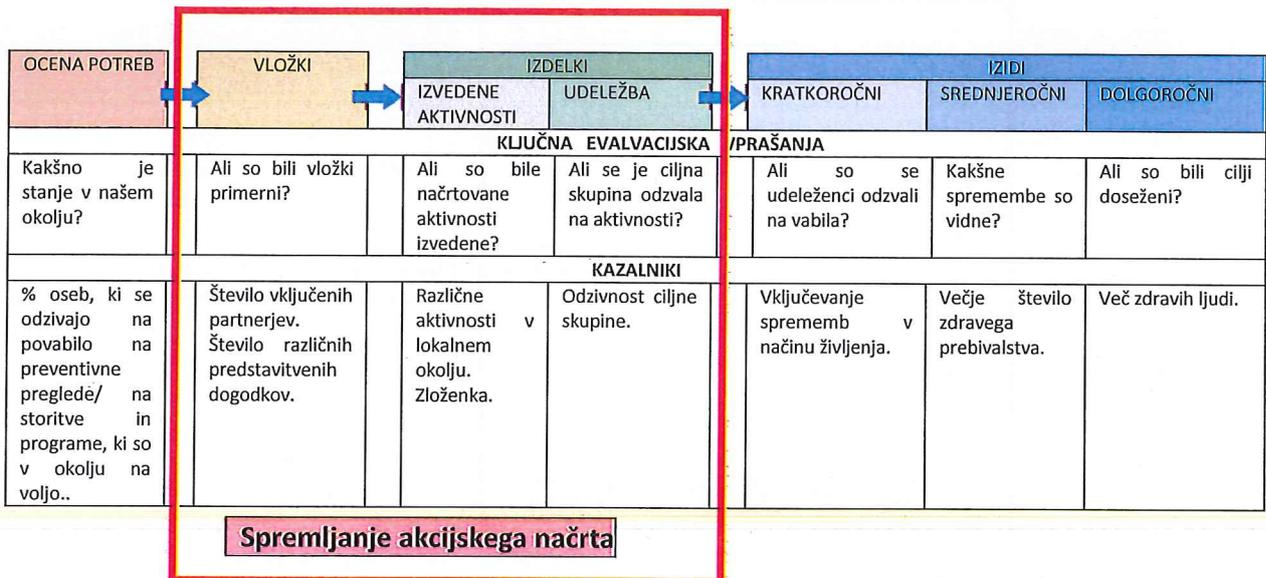 OCENA POTREB
VLOŽKI
IZDELKI
IZVEDENE
AKTIVNOSTI
UDELEŽBA
IZIDI
KRATKOROČNI
SREDNJEROČNI
DOLGOROČNI
KLJUČNA EVALVACIJSKA VPRAŠANJA
Kakšno je
stanje v našem
okolju?
Ali so bili vložki
primerni?
Ali so bile
načrtovane
aktivnosti
izvedene?
Ali se je ciljna
skupina odzvala
na aktivnosti?
Ali so se
udeleženci odzvali
na vabila?
Kakšne
spremembe so
vidne?
Ali so bili cilji
doseženi?
KAZALNIKI
% oseb, ki se
odzivajo na
povabilo na
preventivne
preglede/ na
storitve in
programe, ki so
v okolju na
voljo..
Število vključenih
partnerjev.
Število različnih
predstavitvenih
dogodkov.
Različne
aktivnosti v
lokalnem
okolju.
Zloženka.
Odzivnost ciljne
skupine.
Vključevanje
sprememb v
načinu življenja.
Večje število
zdravega
prebivalstva.
Več zdravih ljudi.
Spremljanje akcijskega načrta